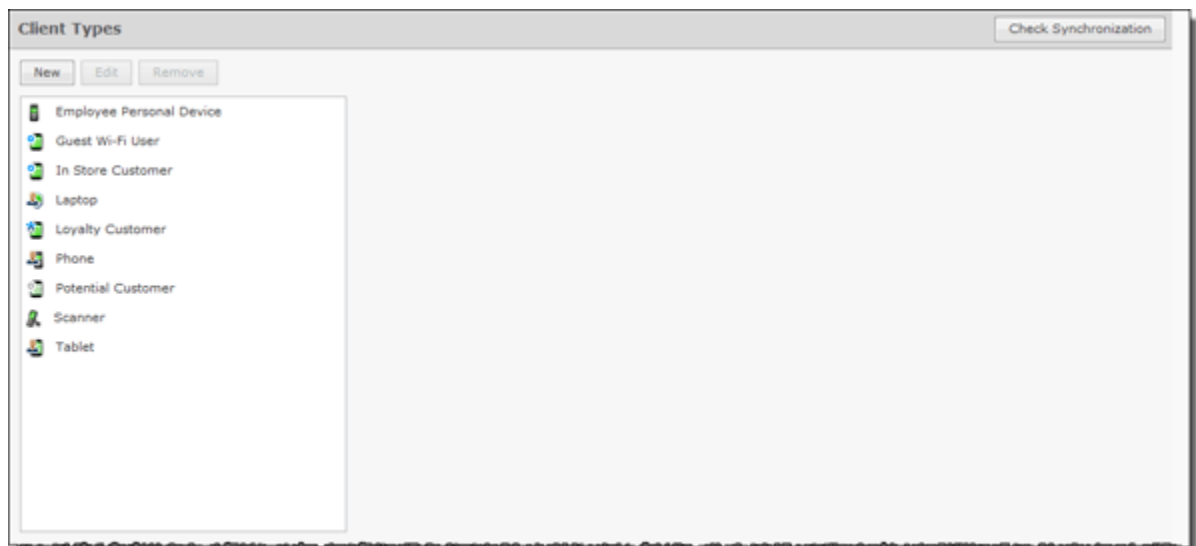 Client Types
Check Synchronization
New Edit Remove
Employee Personal Device
Guest Wi-Fi User
In Store Customer
Laptop
Loyalty Customer
Phone
Potential Customer
Scanner
Tablet